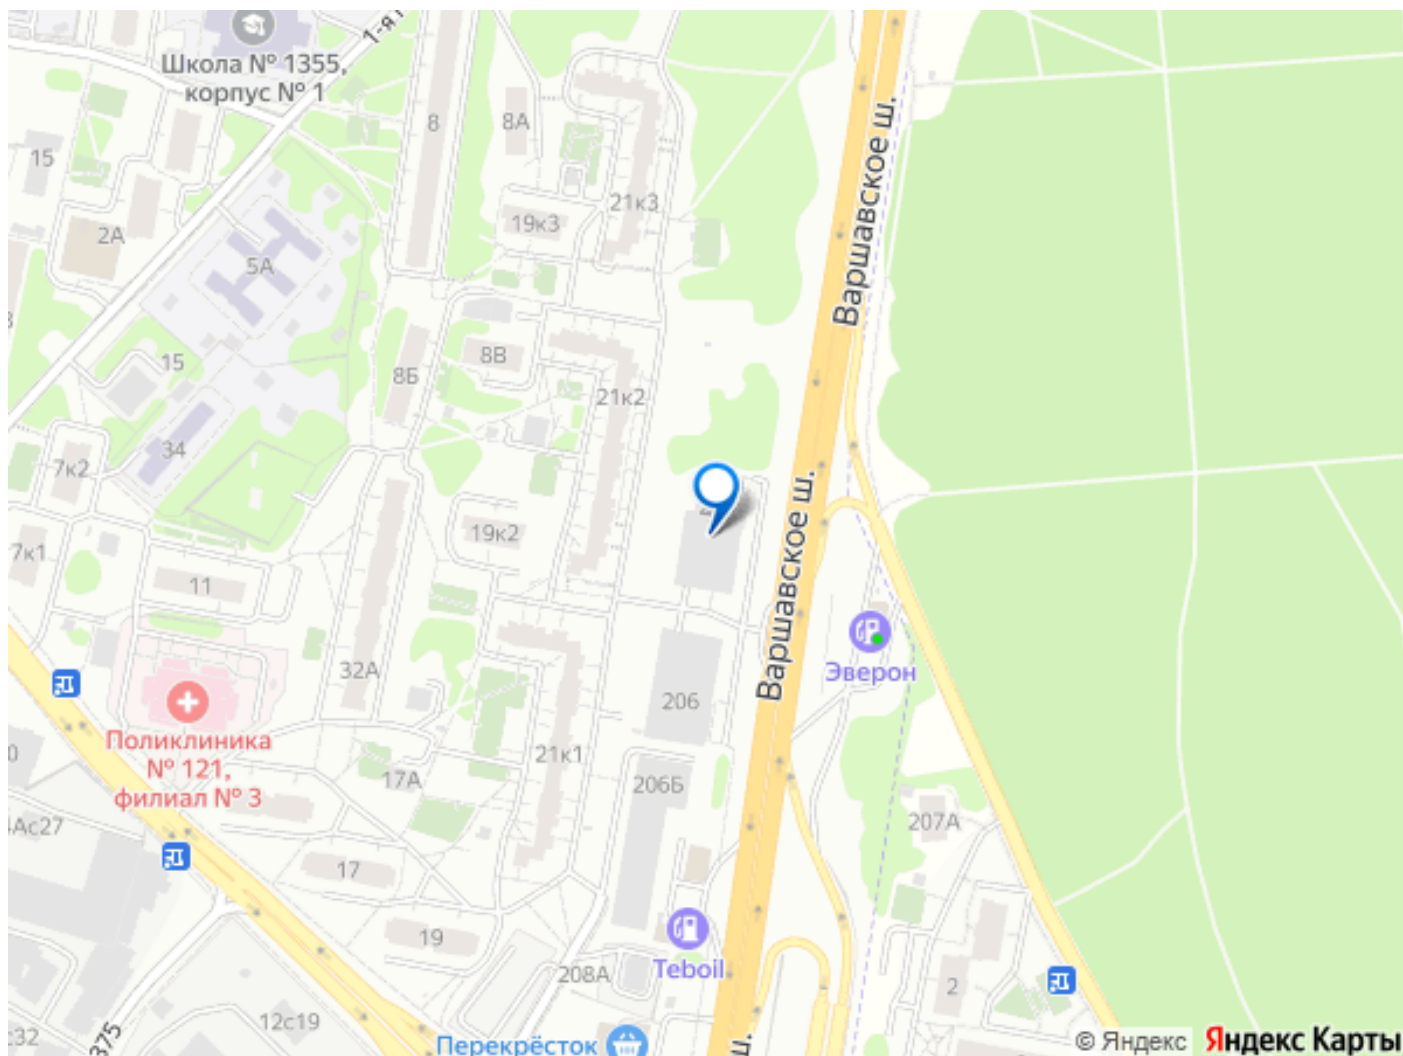 1-я
Школа № 1355,
корпус № 1
8
8А
15
21к3
19к3
2А
5А
Варшавское ш.
15
8Б
8В
21к2
34
7к2
19к2
7к1
11
Варшавское ш.
32А
206
Эверон
Поликлиника
№ 121,
филиал № 3
21к1
17А
206Б
207А
17
19
Teboil
208А
2
12с19
375
Перекрёсток
ш.
© Яндекс
Яндекс Карты